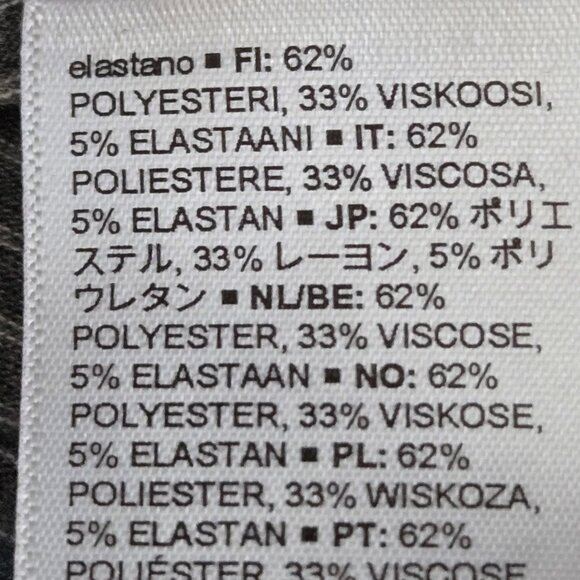 elastano ■ FI: 62%
POLYESTERI, 33% VISKOOSI,
5% ELASTAANI ■ IT: 62%
POLIESTERE, 33% VISCOSA,
5% ELASTAN ■ JP: 62% ポリエ
ステル, 33% レーヨン, 5% ポリ
ウレタン ■ NL/BE: 62%
POLYESTER, 33% VISCOSE,
5% ELASTAAN ■ NO: 62%
POLYESTER, 33% VISKOSE,
5% ELASTAN ■ PL: 62%
POLIESTER, 33% WISKOZA,
5% ELASTAN ■ PT: 62%
POLIÉSTER, 33% VISCOSE,